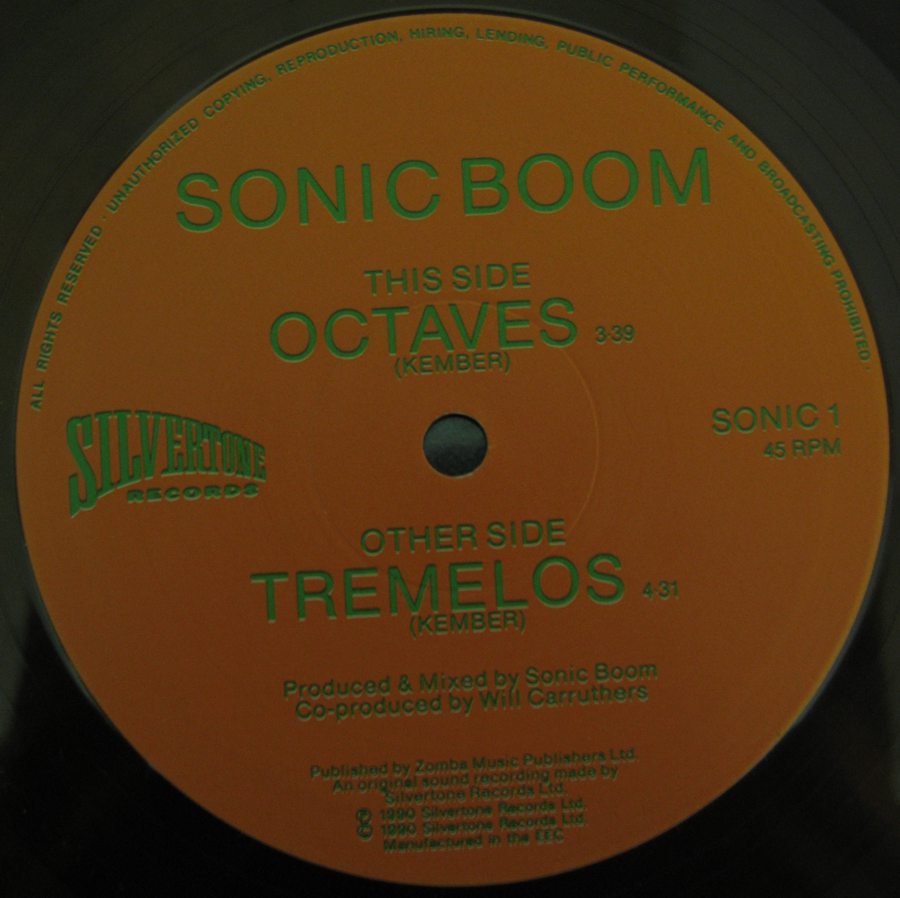 ALL RIGHTS RESERVED · UNAUTHORIZED COPYING, REPRODUCTION, HIRING, LENDING, PUBLIC PERFORMANCE AND BROADCASTING PROHIBITED ·
SONIC BOOM
THIS SIDE
OCTAVES 3·39
(KEMBER)
SILVERTONE
RECORDS
SONIC 1
45 RPM
OTHER SIDE
TREMELOS 4·31
(KEMBER)
Produced & Mixed by Sonic Boom
Co-produced by Will Carruthers
Published by Zomba Music Publishers Ltd.
An original sound recording made by
Silvertone Records Ltd.
℗ 1990 Silvertone Records Ltd.
© 1990 Silvertone Records Ltd.
Manufactured in the EEC